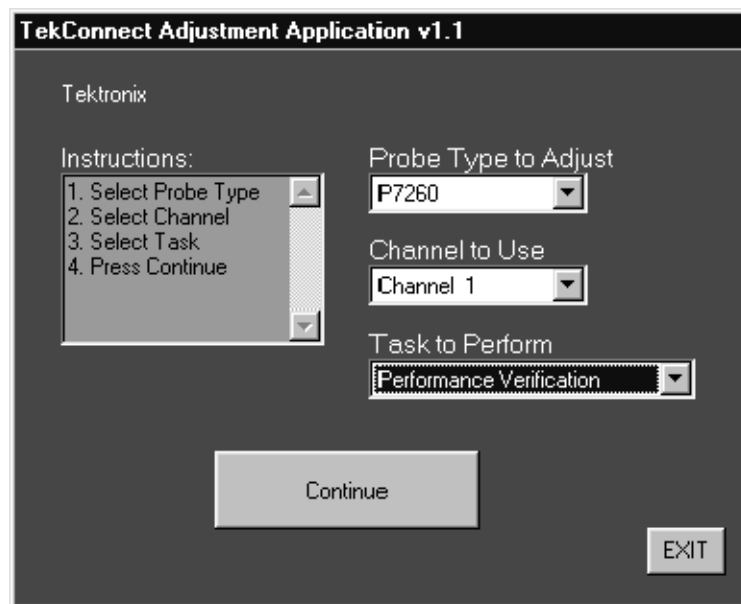 TekConnect Adjustment Application v1.1
Tektronix
Instructions:
1. Select Probe Type
2. Select Channel
3. Select Task
4. Press Continue
Probe Type to Adjust
P7260
Channel to Use
Channel 1
Task to Perform
Performance Verification
Continue
EXIT